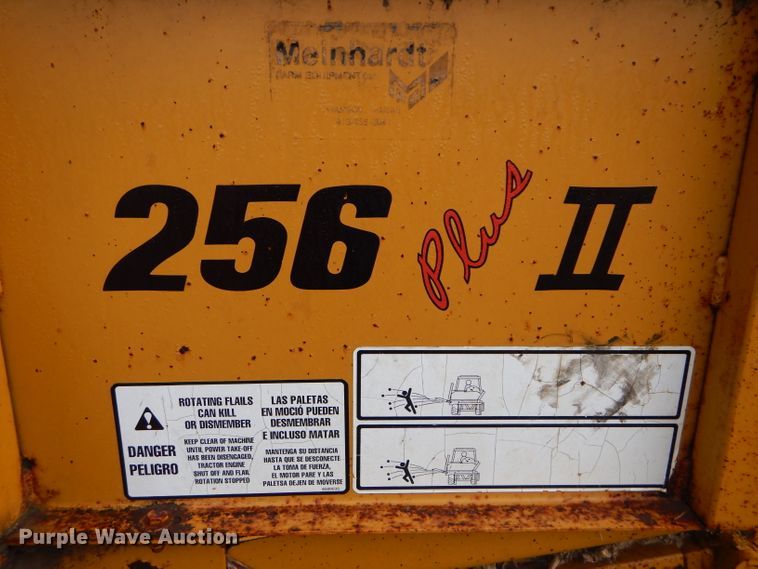 Meinhardt
FARM EQUIPMENT
256 Plus II
DANGER
PELIGRO
ROTATING FLAILS
CAN KILL
OR DISMEMBER
KEEP CLEAR OF MACHINE
UNTIL POWER TAKE-OFF
HAS BEEN DISENGAGED,
TRACTOR ENGINE
SHUT OFF AND FLAIL
ROTATION STOPPED
LAS PALETAS
EN MOCIÓ PUEDEN
DESMEMBRAR
E INCLUSO MATAR
MANTENGA SU DISTANCIA
HASTA QUE SE DESCONECTE
LA TOMA DE FUERZA,
EL MOTOR PARE Y LAS
PALETSA DEJEN DE MOVERSE
Purple Wave Auction